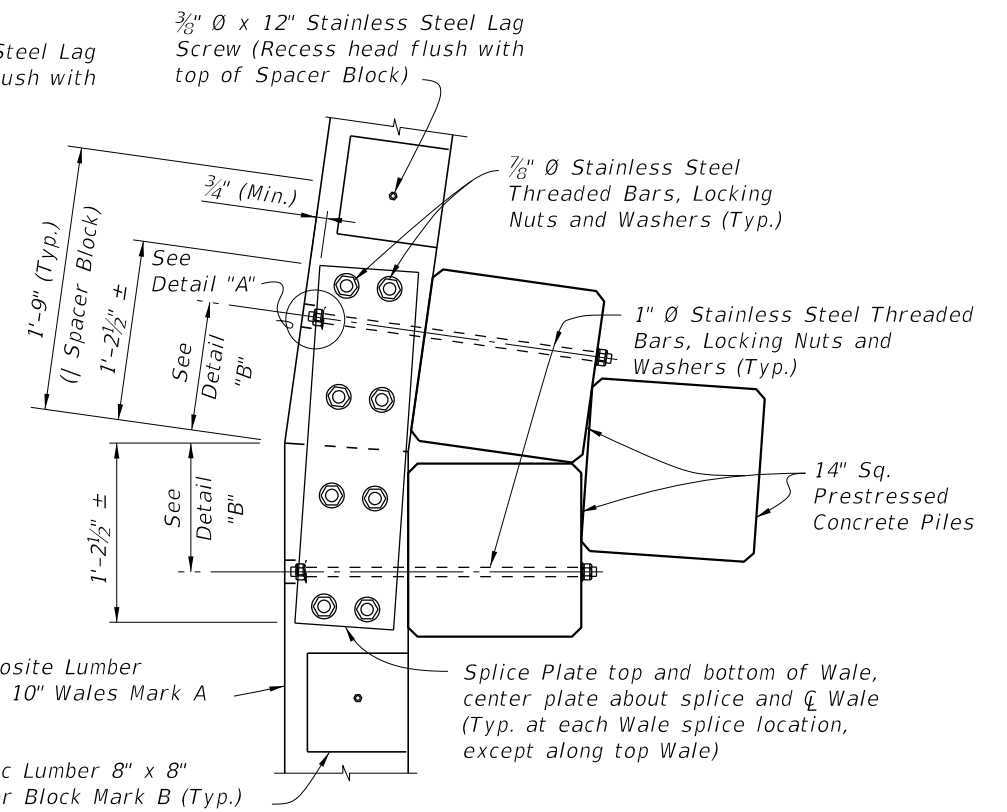 Steel Lag
ush with
⅜" Ø x 12" Stainless Steel Lag
Screw (Recess head flush with
top of Spacer Block)
⅞" Ø Stainless Steel
Threaded Bars, Locking
Nuts and Washers (Typ.)
¾" (Min.)
See
Detail "A"
1'-9" (Typ.)
(1 Spacer Block)
1'-2½" ±
See
Detail
"B"
1" Ø Stainless Steel Threaded
Bars, Locking Nuts and
Washers (Typ.)
14" Sq.
Prestressed
Concrete Piles
1'-2½" ±
See
Detail
"B"
osite Lumber
10" Wales Mark A
Splice Plate top and bottom of Wale,
center plate about splice and ℄ Wale
(Typ. at each Wale splice location,
except along top Wale)
c Lumber 8" x 8"
er Block Mark B (Typ.)